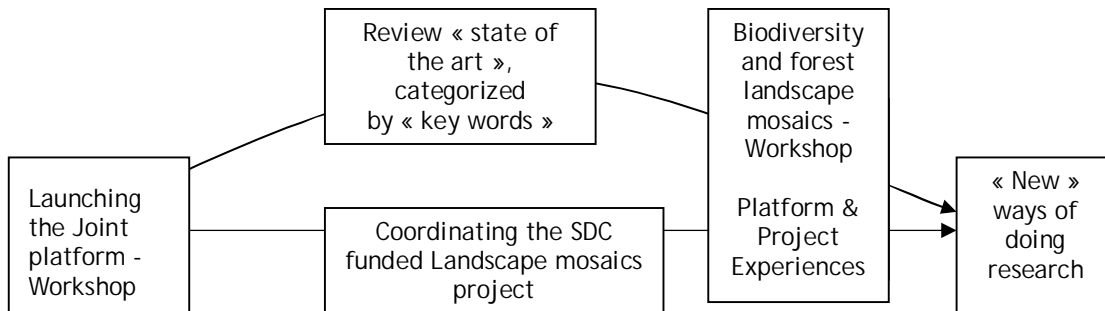 Launching
the Joint
platform -
Workshop
Review « state of
the art »,
categorized
by « key words »
Coordinating the SDC
funded Landscape mosaics
project
Biodiversity
and forest
landscape
mosaics -
Workshop
Platform &
Project
Experiences
« New »
ways of
doing
research